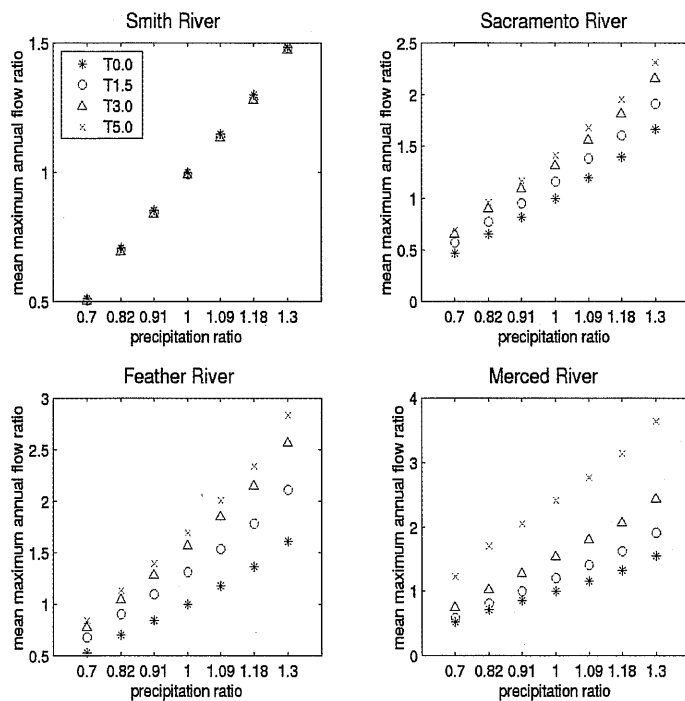 Smith River
1.5
1
0.5
mean maximum annual flow ratio
T0.0
T1.5
T3.0
T5.0
0.7 0.82 0.91 1 1.09 1.18 1.3
precipitation ratio
Sacramento River
2.5
2
1.5
1
0.5
0
mean maximum annual flow ratio
0.7 0.82 0.91 1 1.09 1.18 1.3
precipitation ratio
Feather River
3
2.5
2
1.5
1
0.5
mean maximum annual flow ratio
0.7 0.82 0.91 1 1.09 1.18 1.3
precipitation ratio
Merced River
4
3
2
1
0
mean maximum annual flow ratio
0.7 0.82 0.91 1 1.09 1.18 1.3
precipitation ratio